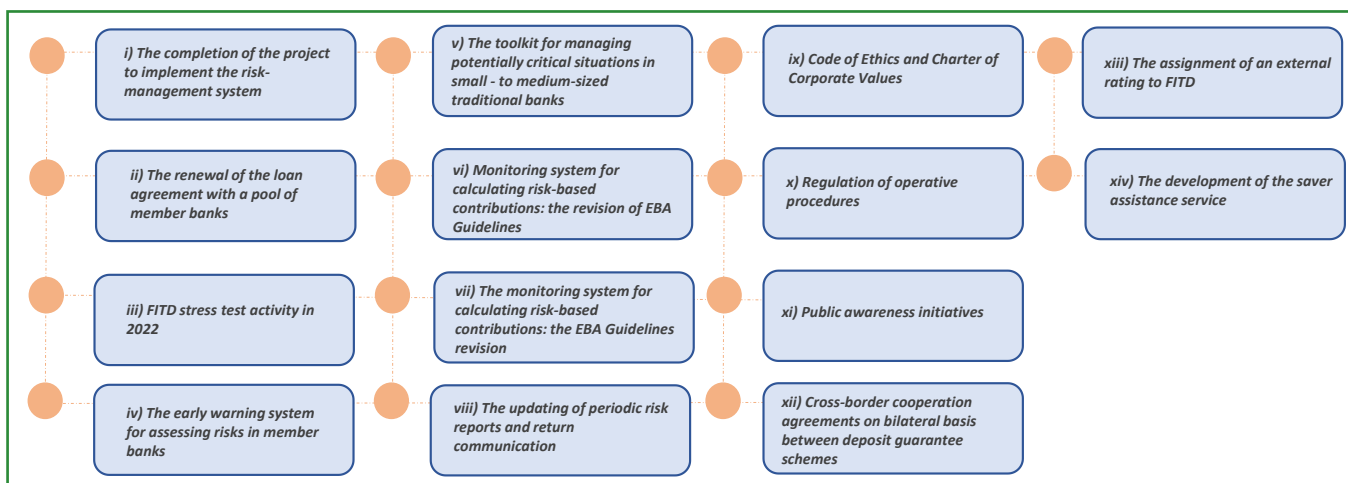 i) The completion of the project
to implement the risk-
management system
ii) The renewal of the loan
agreement with a pool of
member banks
iii) FITD stress test activity in
2022
iv) The early warning system
for assessing risks in member
banks
v) The toolkit for managing
potentially critical situations in
small - to medium-sized
traditional banks
vi) Monitoring system for
calculating risk-based
contributions: the revision of EBA
Guidelines
vii) The monitoring system for
calculating risk-based
contributions: the EBA Guidelines
revision
viii) The updating of periodic risk
reports and return
communication
ix) Code of Ethics and Charter of
Corporate Values
x) Regulation of operative
procedures
xi) Public awareness initiatives
xii) Cross-border cooperation
agreements on bilateral basis
between deposit guarantee
schemes
xiii) The assignment of an external
rating to FITD
xiv) The development of the saver
assistance service